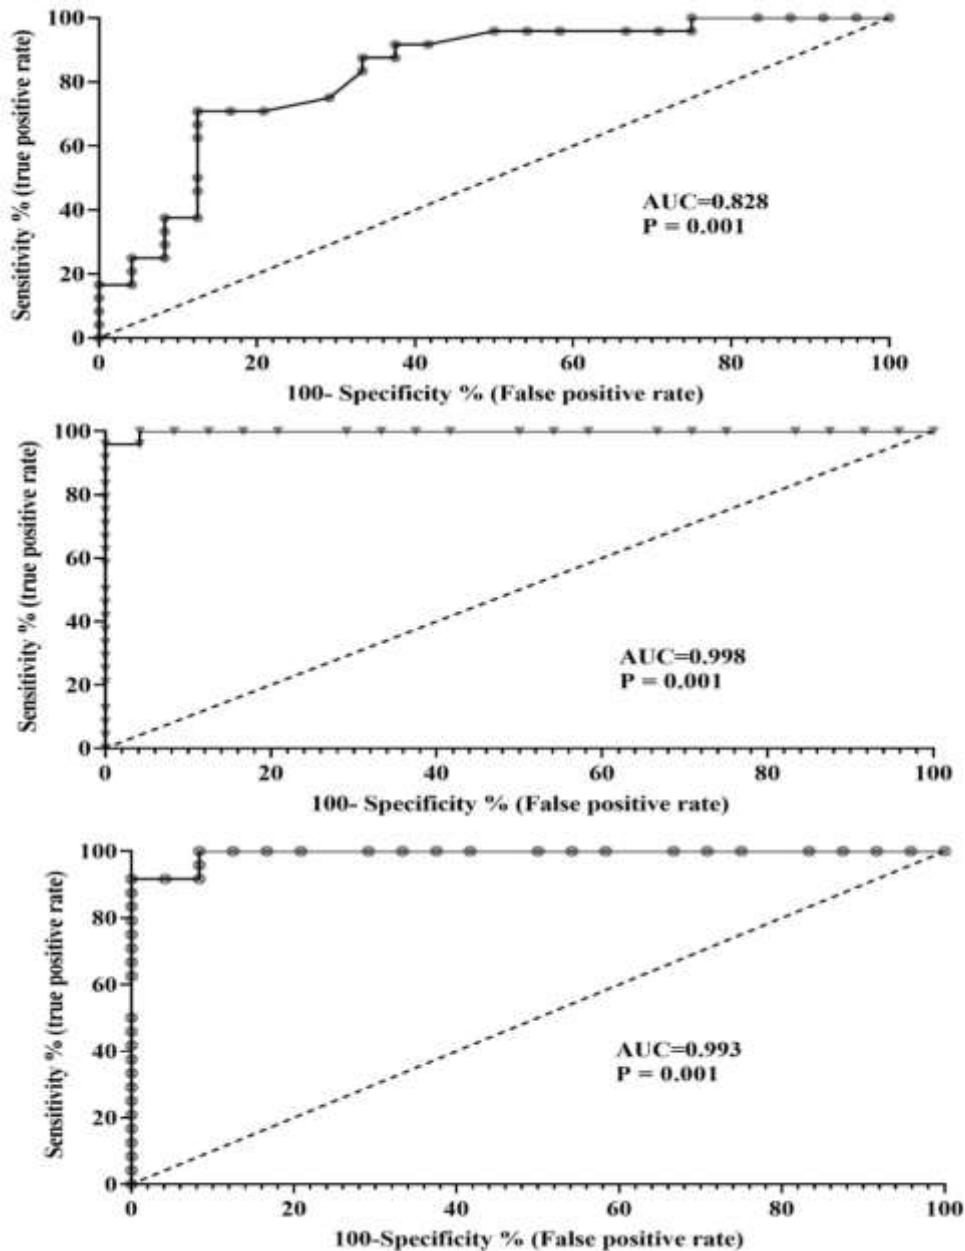 Sensitivity % (true positive rate)
100
80
60
40
20
0
AUC=0.828
P = 0.001
0 20 40 60 80 100
100- Specificity % (False positive rate)
Sensitivity % (true positive rate)
100
80
60
40
20
0
AUC=0.998
P = 0.001
0 20 40 60 80 100
100- Specificity % (False positive rate)
Sensitivity % (true positive rate)
100
80
60
40
20
0
AUC=0.993
P = 0.001
0 20 40 60 80 100
100-Specificity % (False positive rate)